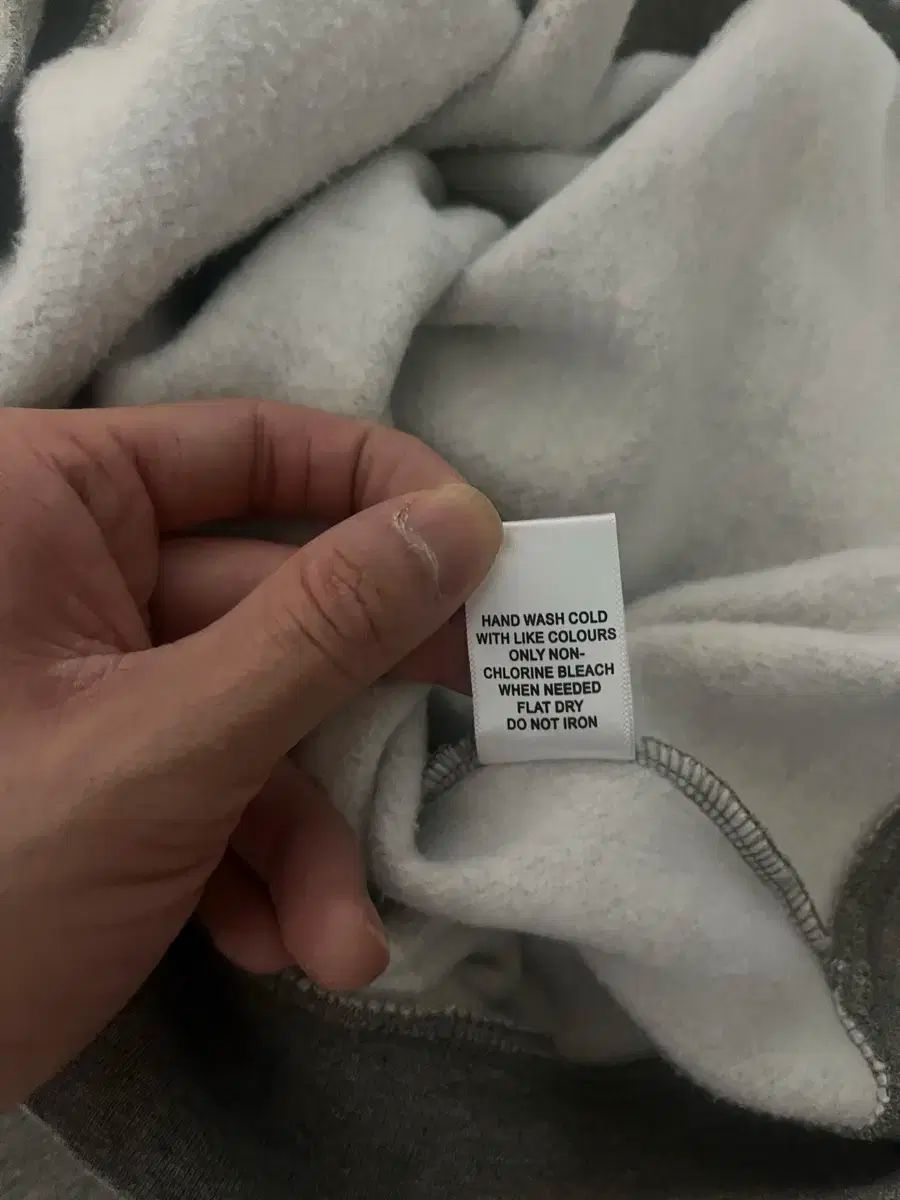 HAND WASH COLD
WITH LIKE COLOURS
ONLY NON-
CHLORINE BLEACH
WHEN NEEDED
FLAT DRY
DO NOT IRON